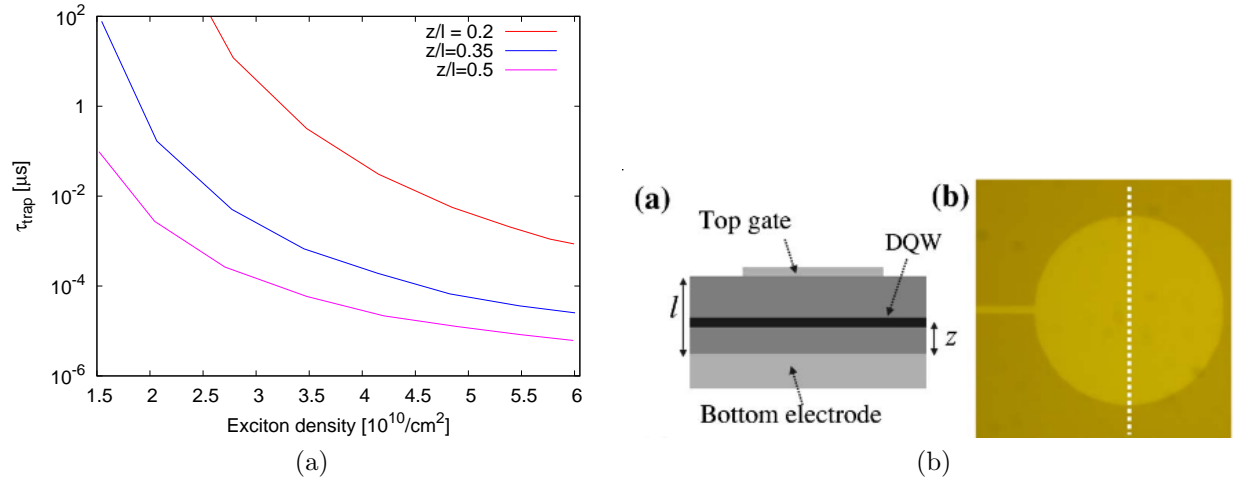 10^2
1
10^-2
10^-4
10^-6
τ_trap [μs]
z/l = 0.2
z/l=0.35
z/l=0.5
1.5 2 2.5 3 3.5 4 4.5 5 5.5 6
Exciton density [10^10/cm^2]
(a)
(a)
Top gate
DQW
l
z
Bottom electrode
(b)
(b)